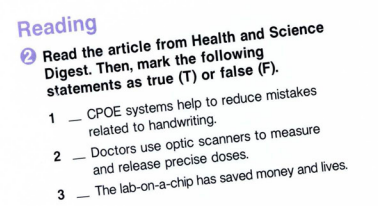 Reading
2 Read the article from Health and Science
Digest. Then, mark the following
statements as true (T) or false (F).
1 __ CPOE systems help to reduce mistakes
related to handwriting.
2 __ Doctors use optic scanners to measure
and release precise doses.
3 __ The lab-on-a-chip has saved money and lives.